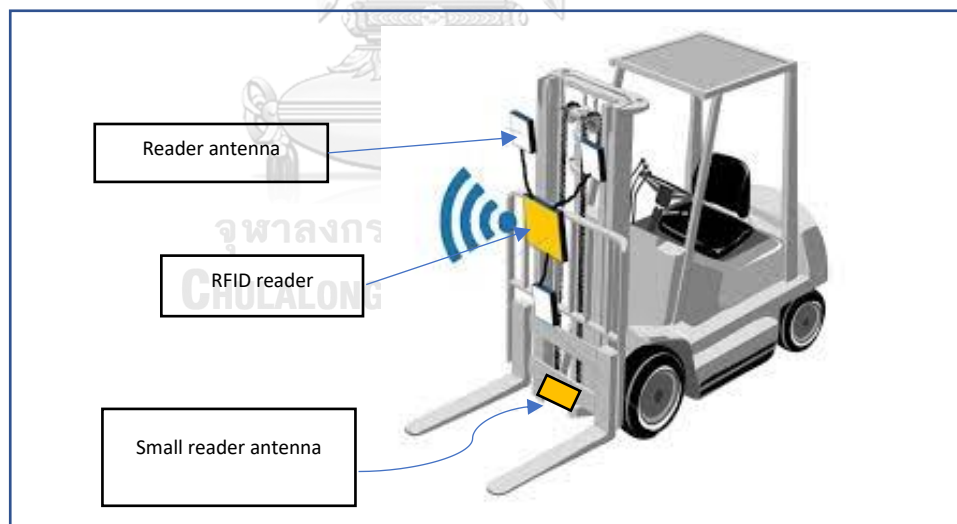 Reader antenna
จุฬาลงกร
RFID reader
CHULALONG
Small reader antenna